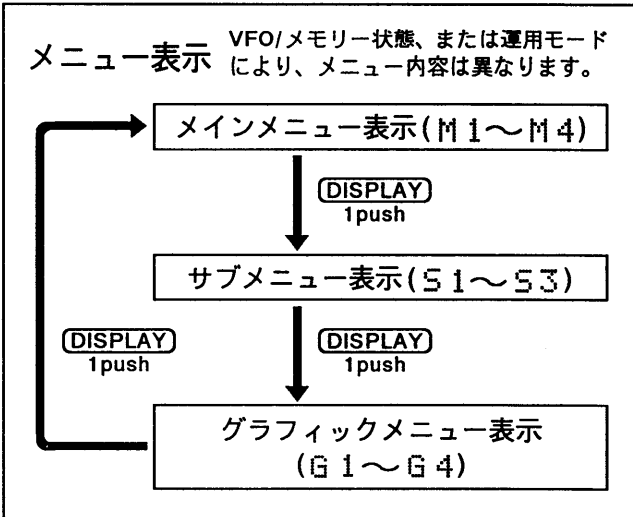 メニュー表示
VFO/メモリー状態、または運用モード
により、メニュー内容は異なります。
メインメニュー表示(M1〜M4)
DISPLAY
1push
サブメニュー表示(S1〜S3)
DISPLAY
1push
DISPLAY
1push
グラフィックメニュー表示
(G1〜G4)